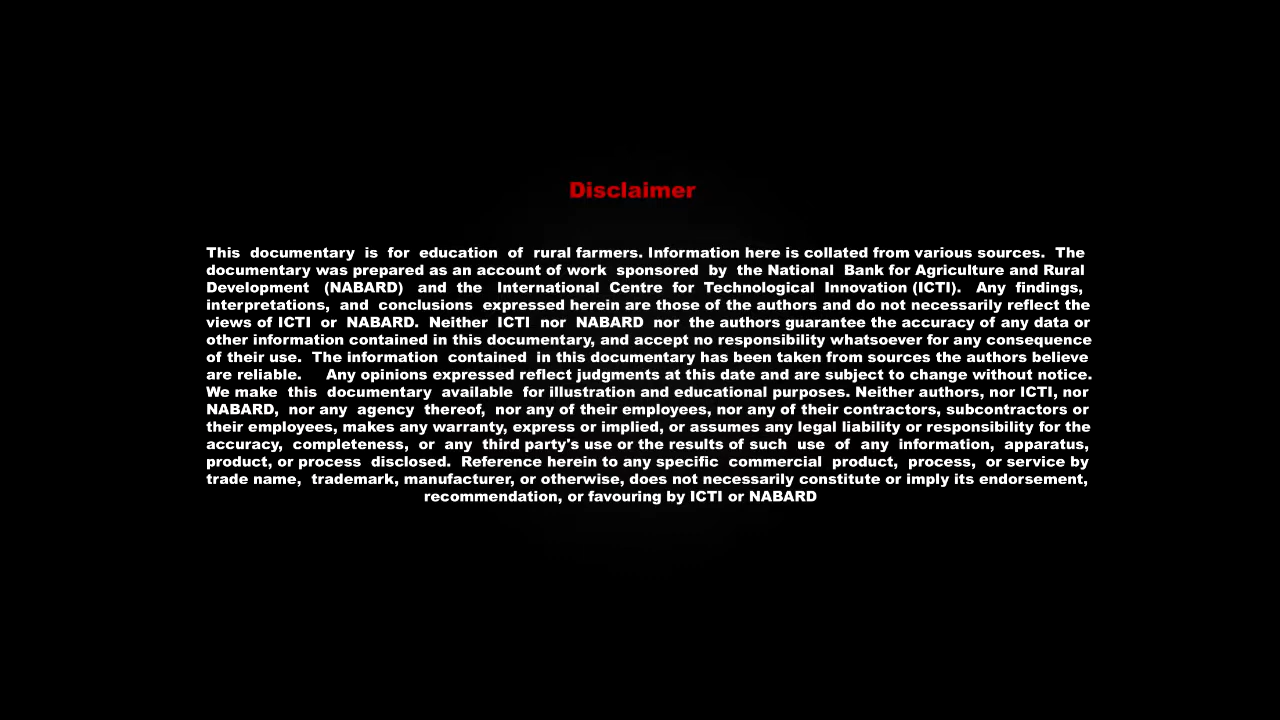 Disclaimer
This documentary is for education of rural farmers. Information here is collated from various sources. The
documentary was prepared as an account of work sponsored by the National Bank for Agriculture and Rural
Development (NABARD) and the International Centre for Technological Innovation (ICTI). Any findings,
interpretations, and conclusions expressed herein are those of the authors and do not necessarily reflect the
views of ICTI or NABARD. Neither ICTI nor NABARD nor the authors guarantee the accuracy of any data or
other information contained in this documentary, and accept no responsibility whatsoever for any consequence
of their use. The information contained in this documentary has been taken from sources the authors believe
are reliable. Any opinions expressed reflect judgments at this date and are subject to change without notice.
We make this documentary available for illustration and educational purposes. Neither authors, nor ICTI, nor
NABARD, nor any agency thereof, nor any of their employees, nor any of their contractors, subcontractors or
their employees, makes any warranty, express or implied, or assumes any legal liability or responsibility for the
accuracy, completeness, or any third party's use or the results of such use of any information, apparatus,
product, or process disclosed. Reference herein to any specific commercial product, process, or service by
trade name, trademark, manufacturer, or otherwise, does not necessarily constitute or imply its endorsement,
recommendation, or favouring by ICTI or NABARD